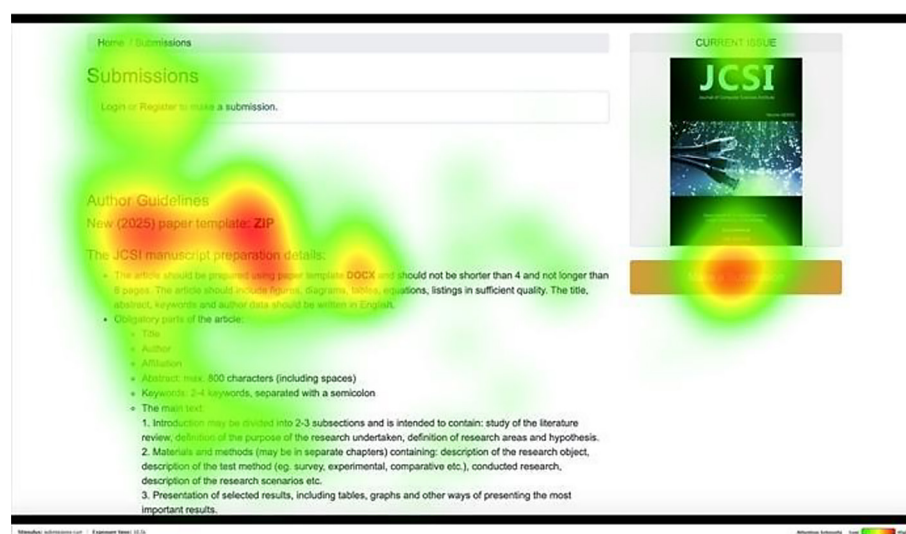 Home / Submissions
Submissions
Login or Register to make a submission.
Author Guidelines
New (2025) paper template: ZIP
The JCSI manuscript preparation details:
• The article should be prepared using paper template DOCX and should not be shorter than 4 and not longer than
8 pages. The article should include figures, diagrams, tables, equations, listings in sufficient quality. The title,
abstract, keywords and author data should be written in English.
• Obligatory parts of the article:
Title
Author
Affiliation
Abstract: max. 800 characters (including spaces)
Keywords: 2-4 keywords, separated with a semicolon
The main text:
1. Introduction may be divided into 2-3 subsections and is intended to contain: study of the literature
review, definition of the purpose of the research undertaken, definition of research areas and hypothesis.
2. Materials and methods (may be in separate chapters) containing: description of the research object,
description of the test method (eg. survey, experimental, comparative etc.), conducted research,
description of the research scenarios etc.
3. Presentation of selected results, including tables, graphs and other ways of presenting the most
important results.
CURRENT ISSUE
JCSI
Journal of Computer Sciences Institute